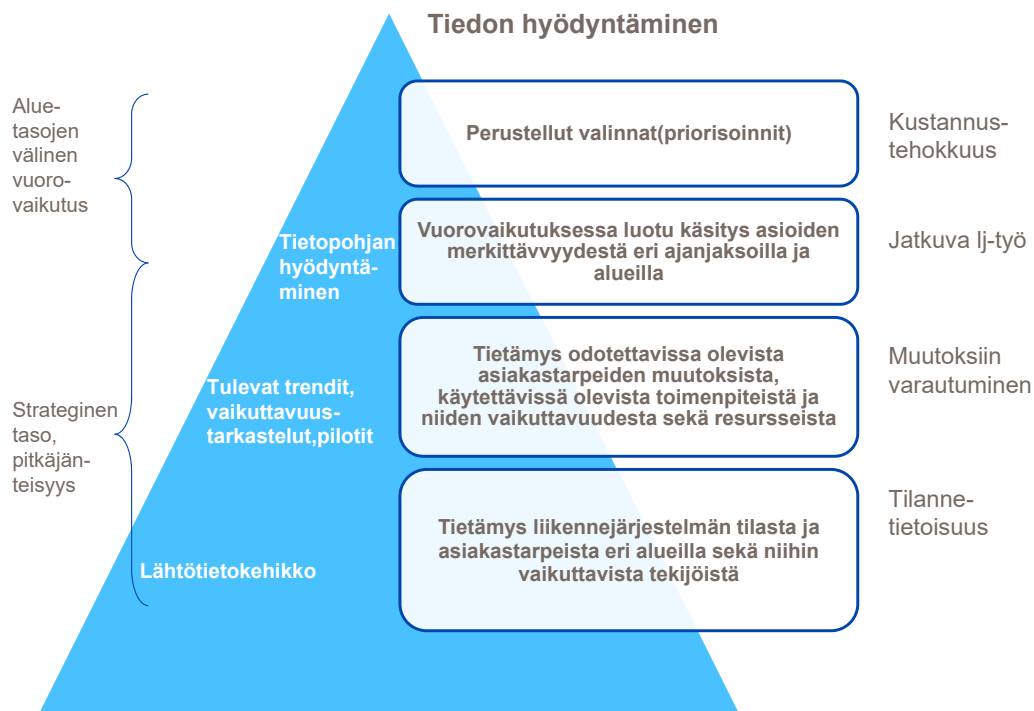 Tiedon hyödyntäminen
Alue-
tasojen
välinen
vuoro-
vaikutus
Perustellut valinnat(priorisoinnit)
Kustannus-
tehokkuus
Tietopohjan
hyödyntä-
minen
Vuorovaikutuksessa luotu käsitys asioiden
merkittävvyydestä eri ajanjaksoilla ja
alueilla
Jatkuva lj-työ
Strateginen
taso,
pitkäjän-
teisyys
Tulevat trendit,
vaikuttavuus-
tarkastelut,pilotit
Tietämys odotettavissa olevista
asiakastarpeiden muutoksista,
käytettävissä olevista toimenpiteistä ja
niiden vaikuttavuudesta sekä resursseista
Muutoksiin
varautuminen
Lähtötietokehikko
Tietämys liikennejärjestelmän tilasta ja
asiakastarpeista eri alueilla sekä niihin
vaikuttavista tekijöistä
Tilanne-
tietoisuus